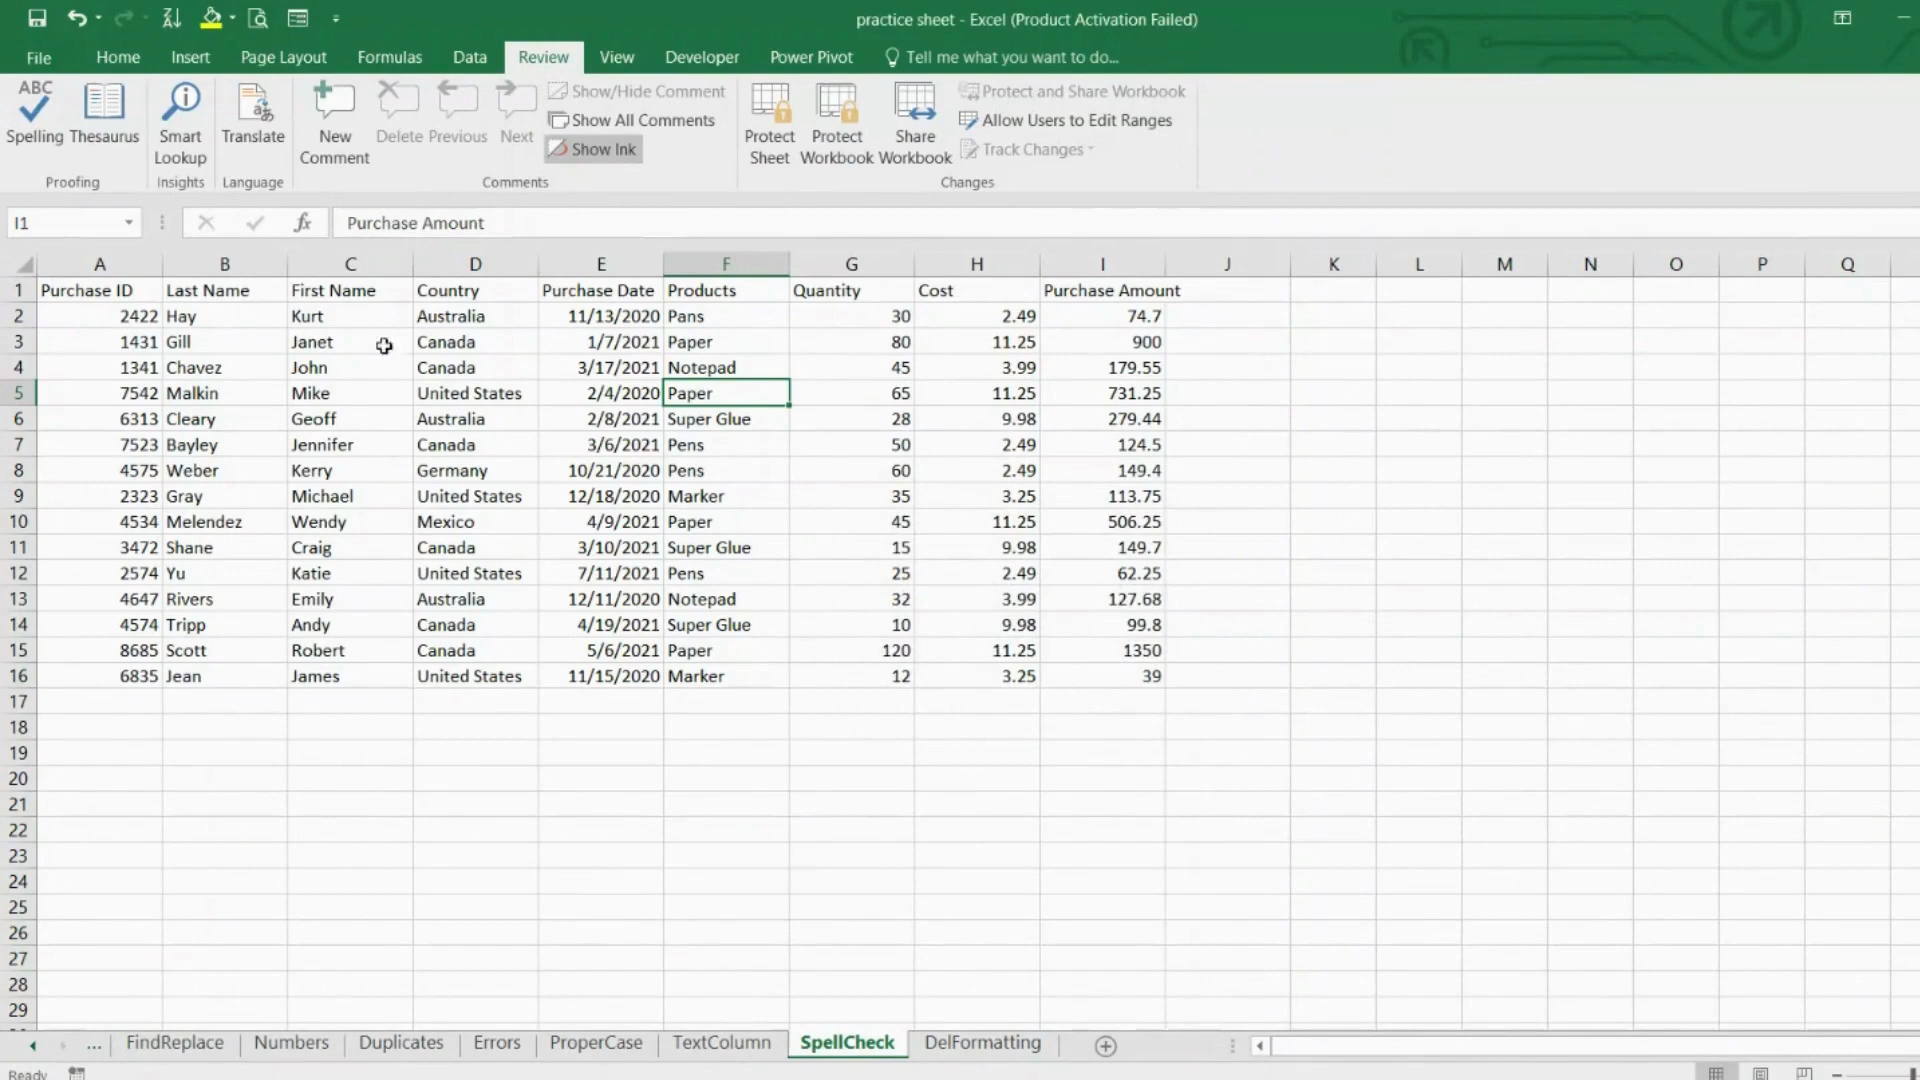 practice sheet - Excel (Product Activation Failed)
File Home Insert Page Layout Formulas Data Review View Developer Power Pivot Tell me what you want to do...
ABC
Spelling Thesaurus Smart Lookup Translate New Comment Delete Previous Next Show/Hide Comment Show All Comments Show Ink Protect Sheet Protect Workbook Share Workbook Protect and Share Workbook Allow Users to Edit Ranges Track Changes
Proofing Insights Language Comments Changes
I1 fx Purchase Amount
A B C D E F G H I J K L M N O P Q
1 Purchase ID Last Name First Name Country Purchase Date Products Quantity Cost Purchase Amount
2 2422 Hay Kurt Australia 11/13/2020 Pans 30 2.49 74.7
3 1431 Gill Janet Canada 1/7/2021 Paper 80 11.25 900
4 1341 Chavez John Canada 3/17/2021 Notepad 45 3.99 179.55
5 7542 Malkin Mike United States 2/4/2020 Paper 65 11.25 731.25
6 6313 Cleary Geoff Australia 2/8/2021 Super Glue 28 9.98 279.44
7 7523 Bayley Jennifer Canada 3/6/2021 Pens 50 2.49 124.5
8 4575 Weber Kerry Germany 10/21/2020 Pens 60 2.49 149.4
9 2323 Gray Michael United States 12/18/2020 Marker 35 3.25 113.75
10 4534 Melendez Wendy Mexico 4/9/2021 Paper 45 11.25 506.25
11 3472 Shane Craig Canada 3/10/2021 Super Glue 15 9.98 149.7
12 2574 Yu Katie United States 7/11/2021 Pens 25 2.49 62.25
13 4647 Rivers Emily Australia 12/11/2020 Notepad 32 3.99 127.68
14 4574 Tripp Andy Canada 4/19/2021 Super Glue 10 9.98 99.8
15 8685 Scott Robert Canada 5/6/2021 Paper 120 11.25 1350
16 6835 Jean James United States 11/15/2020 Marker 12 3.25 39
17
18
19
20
21
22
23
24
25
26
27
28
29
... FindReplace Numbers Duplicates Errors ProperCase TextColumn SpellCheck DelFormatting
Ready